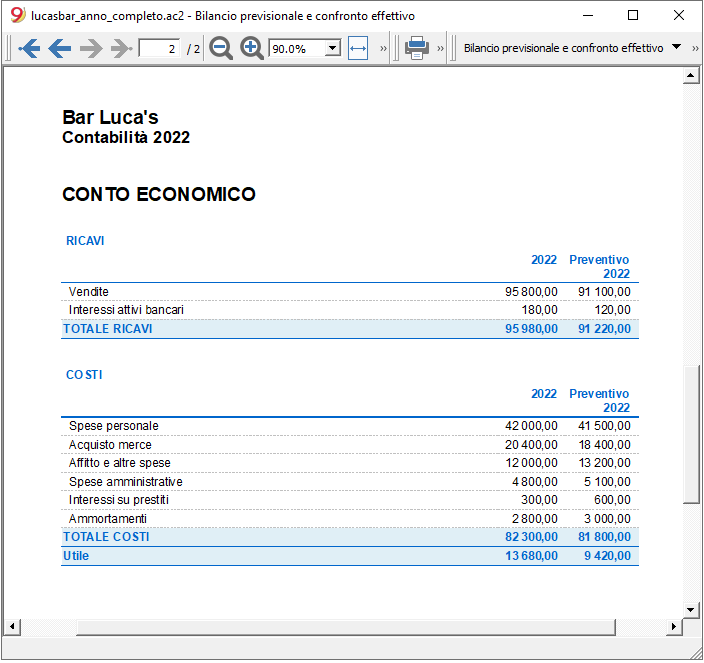 lucasbar_anno_completo.ac2 - Bilancio previsionale e confronto effettivo
2 / 2 90.0% Bilancio previsionale e confronto effettivo
Bar Luca's
Contabilità 2022
CONTO ECONOMICO
RICAVI
2022 Preventivo
2022
Vendite 95 800,00 91 100,00
Interessi attivi bancari 180,00 120,00
TOTALE RICAVI 95 980,00 91 220,00
COSTI
2022 Preventivo
2022
Spese personale 42 000,00 41 500,00
Acquisto merce 20 400,00 18 400,00
Affitto e altre spese 12 000,00 13 200,00
Spese amministrative 4 800,00 5 100,00
Interessi su prestiti 300,00 600,00
Ammortamenti 2 800,00 3 000,00
TOTALE COSTI 82 300,00 81 800,00
Utile 13 680,00 9 420,00